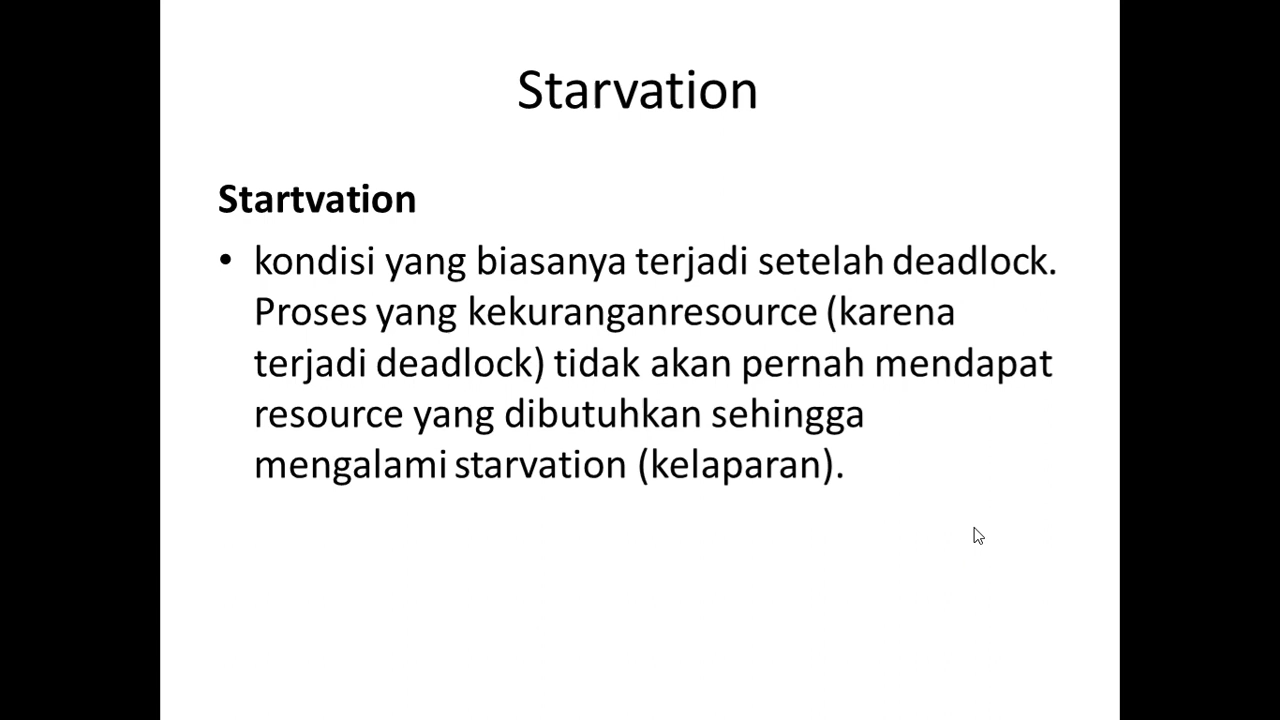 Starvation
Startvation
• kondisi yang biasanya terjadi setelah deadlock.
Proses yang kekuranganresource (karena
terjadi deadlock) tidak akan pernah mendapat
resource yang dibutuhkan sehingga
mengalami starvation (kelaparan).